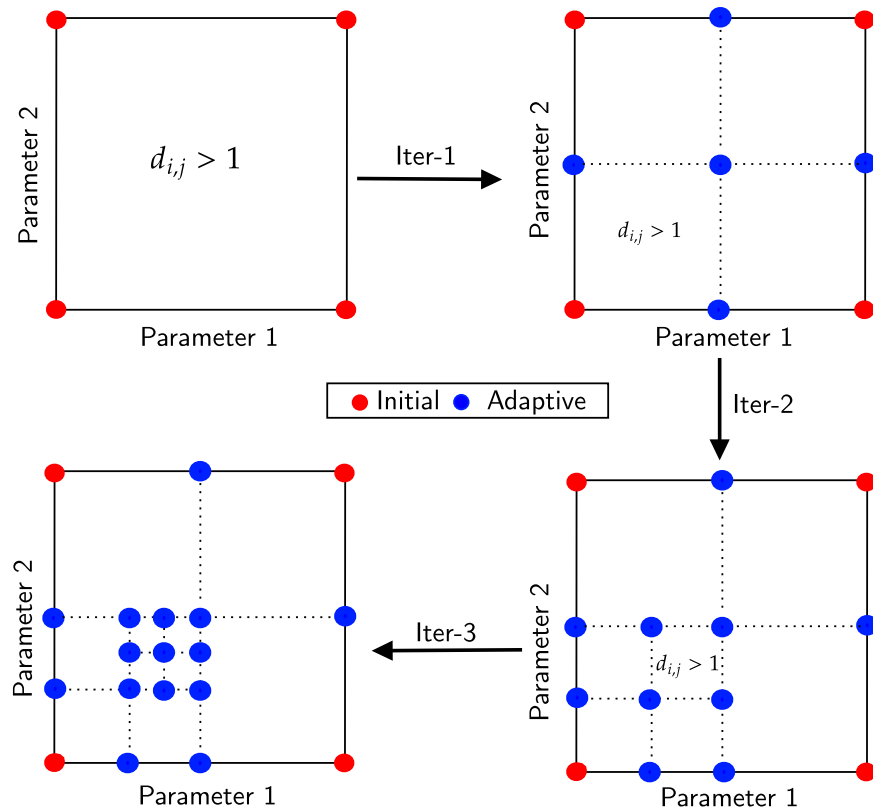 Parameter 2
d_{i,j} > 1
Parameter 1
Iter-1
Parameter 2
d_{i,j} > 1
Parameter 1
Initial Adaptive
Iter-2
Parameter 2
Parameter 1
Iter-3
Parameter 2
d_{i,j} > 1
Parameter 1